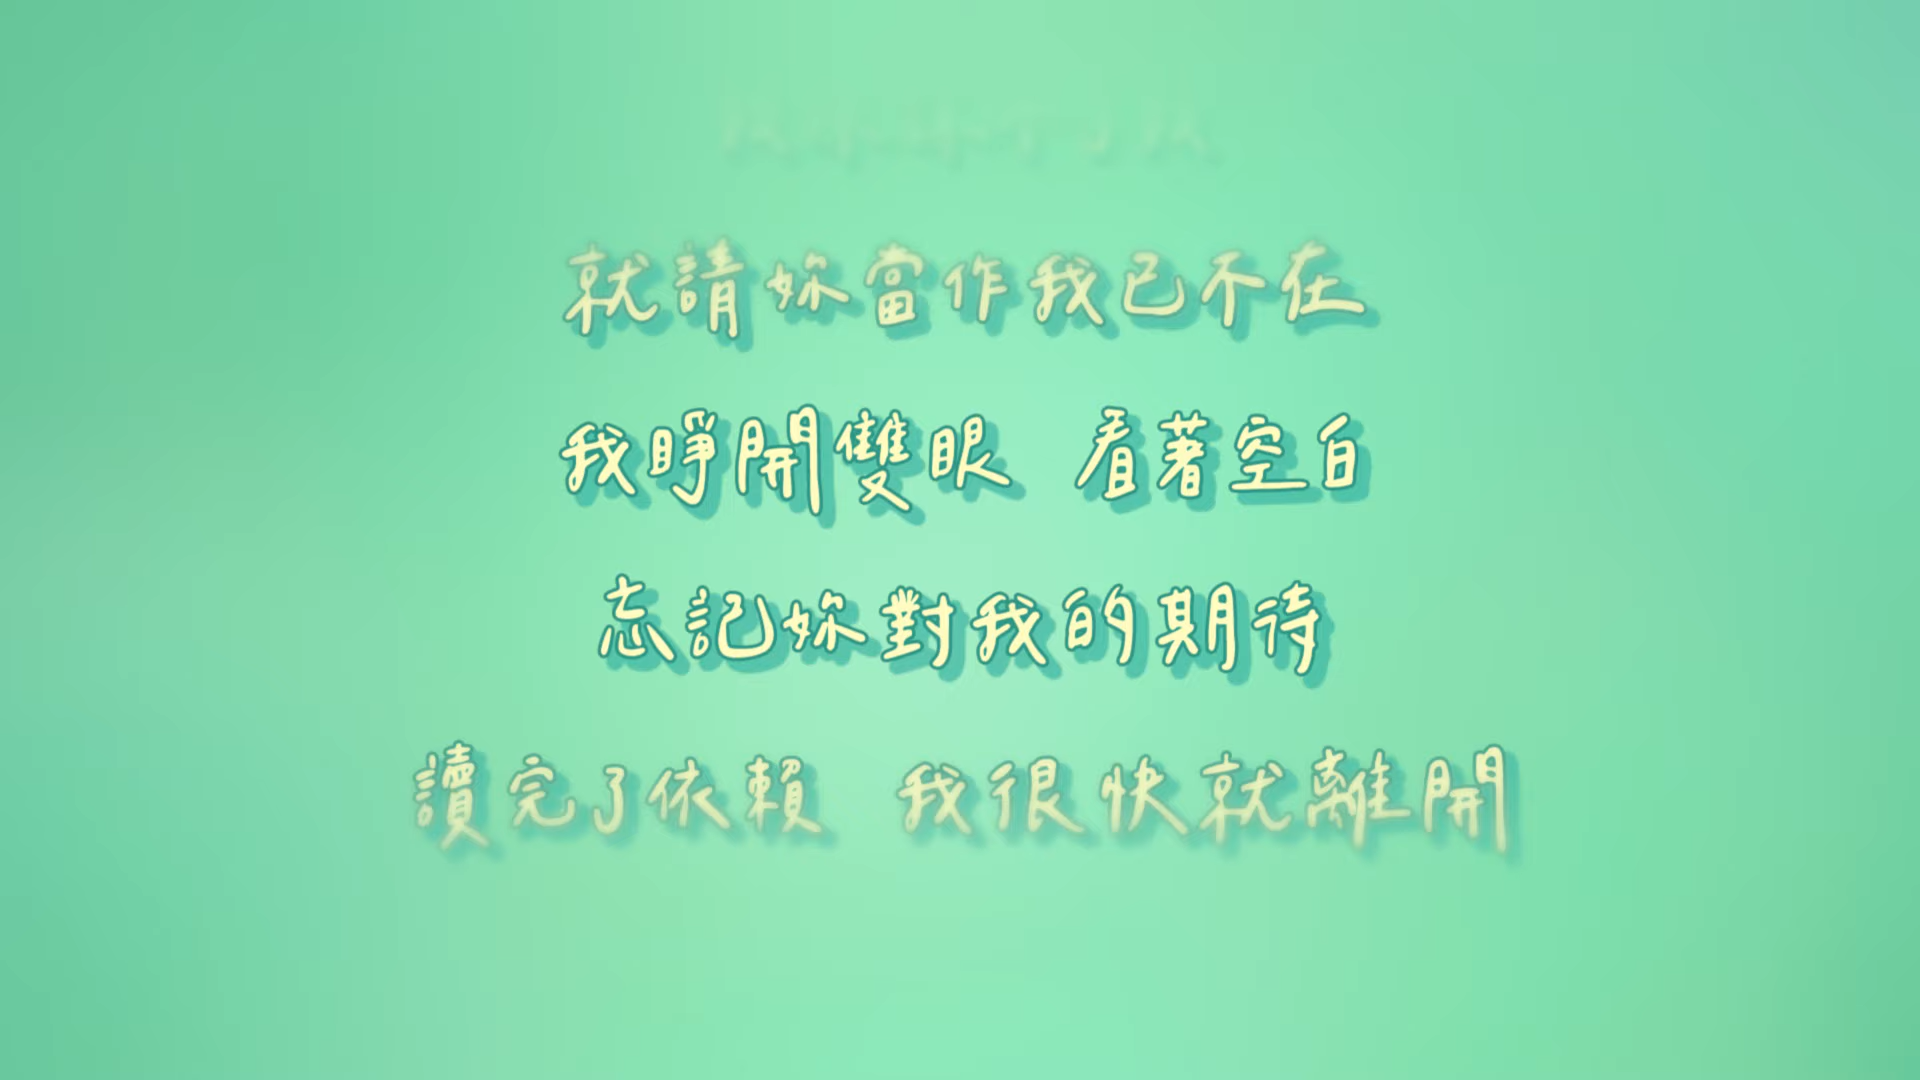 就請妳當作我已不在
我睜開雙眼 看著空白
忘記妳對我的期待
讀完了依賴 我很快就離開